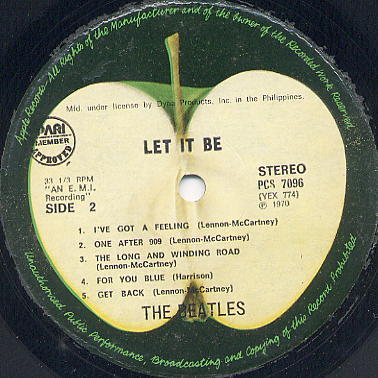 Apple Records · All Rights of the Manufacturer and of the Owner of the Recorded Work Reserved
Mfd. under license by Dyna Products, Inc. in the Philippines.
PARI
MEMBER
APPROVED
LET IT BE
33 1/3 RPM
"AN E.M.I.
Recording"
SIDE 2
STEREO
PCS 7096
(YEX 774)
℗ 1970
1. I'VE GOT A FEELING (Lennon-McCartney)
2. ONE AFTER 909 (Lennon-McCartney)
3. THE LONG AND WINDING ROAD
(Lennon-McCartney)
4. FOR YOU BLUE (Harrison)
5. GET BACK (Lennon-McCartney)
THE BEATLES
Unauthorized Public Performance, Broadcasting and Copying of this Record Prohibited